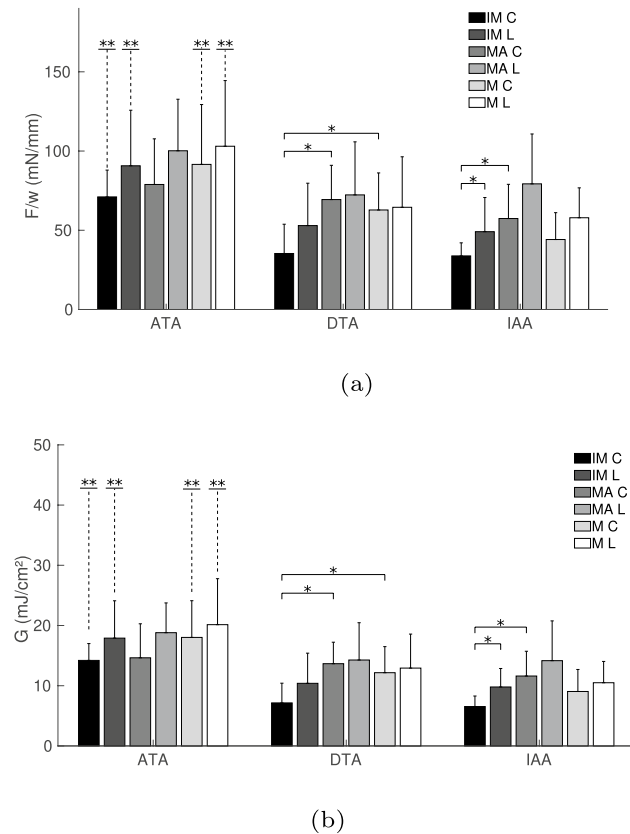 IM C
IM L
MA C
MA L
M C
M L
** ** ** **
150
100
50
0
F/w (mN/mm)
*
*
*
*
ATA DTA IAA
(a)
50
40
30
20
10
0
G (mJ/cm²)
IM C
IM L
MA C
MA L
M C
M L
** ** ** **
*
*
*
*
ATA DTA IAA
(b)